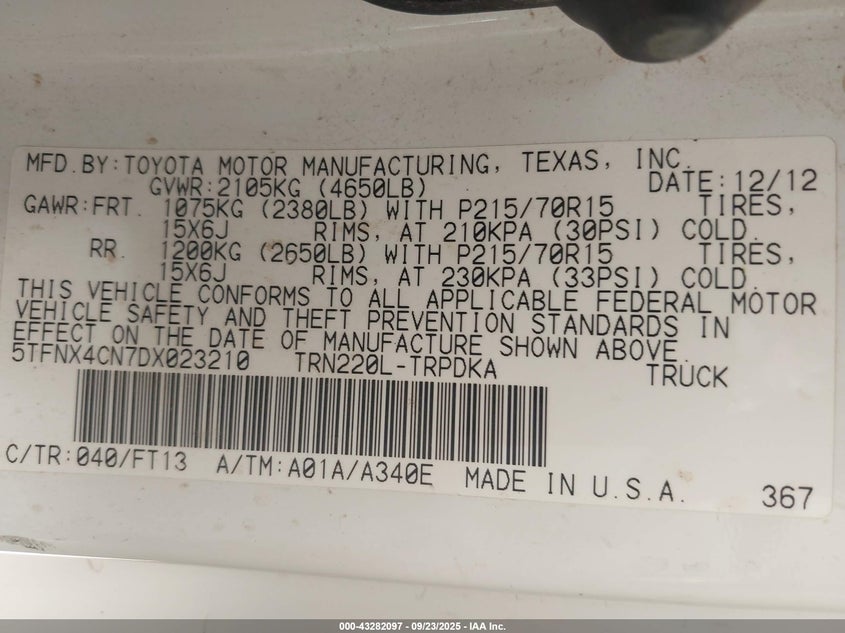 MFD.BY:TOYOTA MOTOR MANUFACTURING, TEXAS, INC.
GVWR:2105KG (4650LB) DATE:12/12
GAWR:FRT. 1075KG (2380LB) WITH P215/70R15 TIRES,
15X6J RIMS, AT 210KPA (30PSI) COLD.
RR. 1200KG (2650LB) WITH P215/70R15 TIRES,
15X6J RIMS, AT 230KPA (33PSI) COLD.
THIS VEHICLE CONFORMS TO ALL APPLICABLE FEDERAL MOTOR
VEHICLE SAFETY AND THEFT PREVENTION STANDARDS IN
EFFECT ON THE DATE OF MANUFACTURE SHOWN ABOVE.
5TFNX4CN7DX023210 TRN220L-TRPDKA TRUCK
C/TR:040/FT13 A/TM:A01A/A340E MADE IN U.S.A. 367
000-43282097 - 09/23/2025 - IAA Inc.